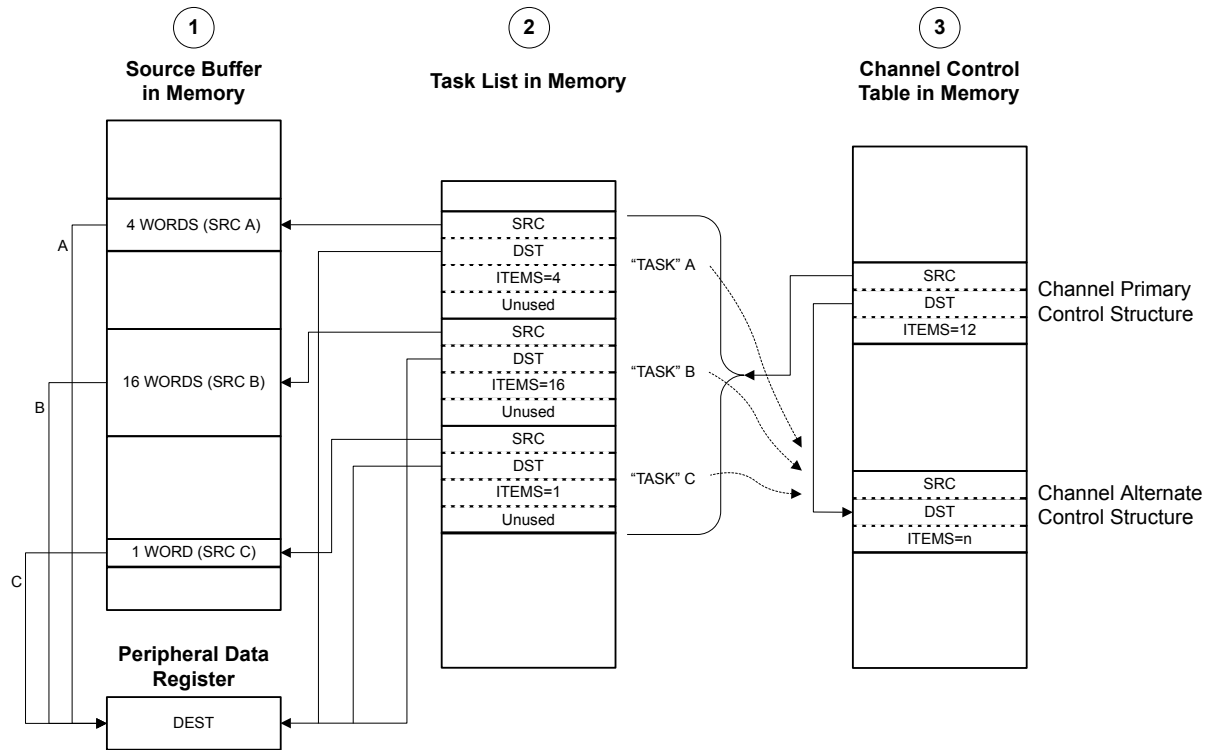 1
Source Buffer
in Memory
4 WORDS (SRC A)
16 WORDS (SRC B)
1 WORD (SRC C)
A
B
C
Peripheral Data
Register
DEST
2
Task List in Memory
SRC
DST
ITEMS=4
Unused
SRC
DST
ITEMS=16
Unused
SRC
DST
ITEMS=1
Unused
“TASK” A
“TASK” B
“TASK” C
3
Channel Control
Table in Memory
SRC
DST
ITEMS=12
Channel Primary
Control Structure
SRC
DST
ITEMS=n
Channel Alternate
Control Structure